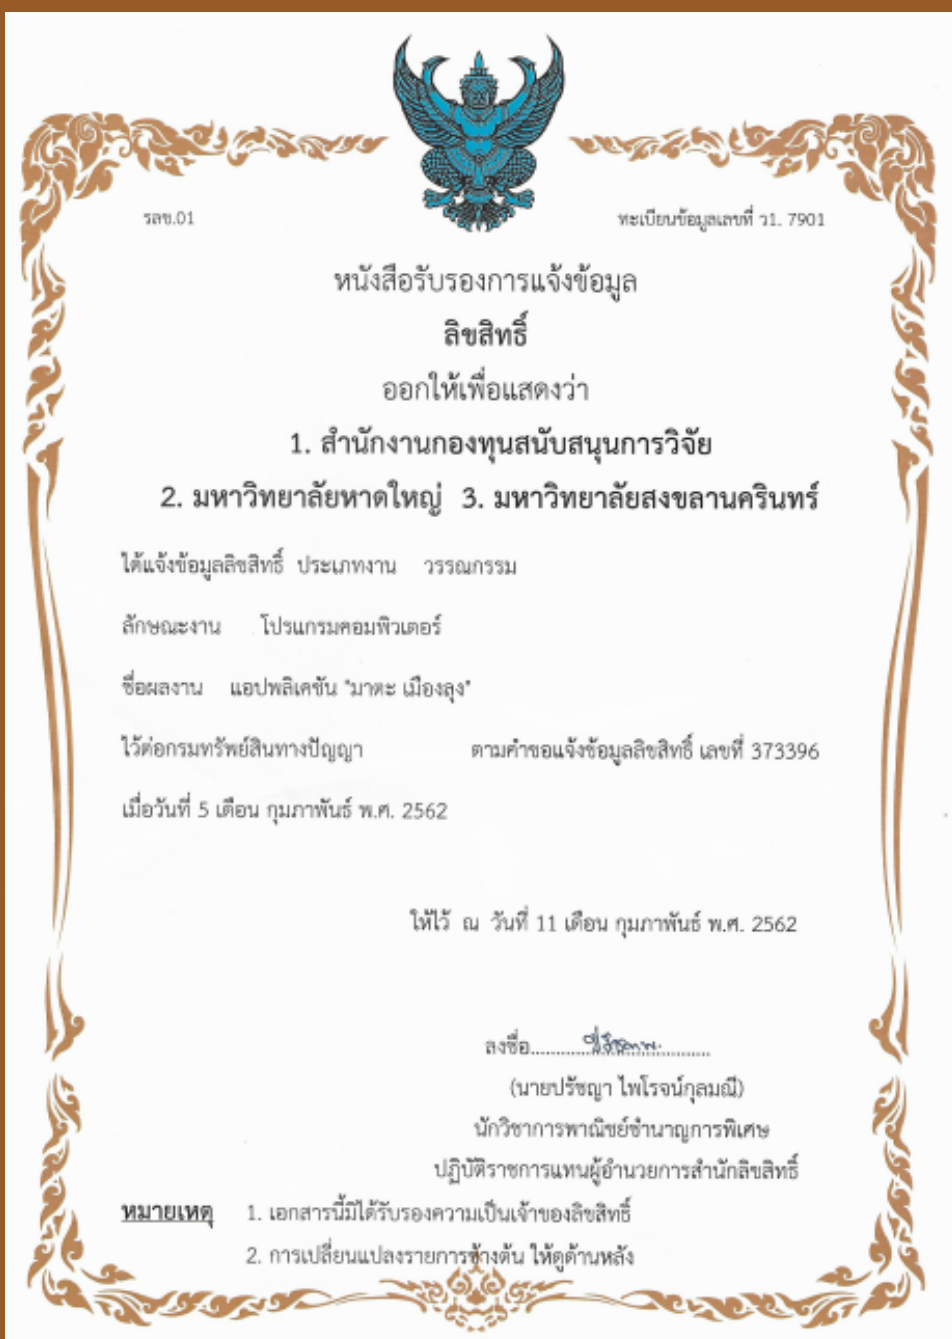 รลข.01
ทะเบียนข้อมูลเลขที่ ว1. 7901
หนังสือรับรองการแจ้งข้อมูล
ลิขสิทธิ์
ออกให้เพื่อแสดงว่า
1. สำนักงานกองทุนสนับสนุนการวิจัย
2. มหาวิทยาลัยหาดใหญ่ 3. มหาวิทยาลัยสงขลานครินทร์
ได้แจ้งข้อมูลลิขสิทธิ์ ประเภทงาน วรรณกรรม
ลักษณะงาน โปรแกรมคอมพิวเตอร์
ชื่อผลงาน แอปพลิเคชัน "มาตะ เมืองลุง"
ไว้ต่อกรมทรัพย์สินทางปัญญา ตามคำขอแจ้งข้อมูลลิขสิทธิ์ เลขที่ 373396
เมื่อวันที่ 5 เดือน กุมภาพันธ์ พ.ศ. 2562
ให้ไว้ ณ วันที่ 11 เดือน กุมภาพันธ์ พ.ศ. 2562
ลงชื่อ
(นายปรัชญา ไพโรจน์กุลมณี)
นักวิชาการพาณิชย์ชำนาญการพิเศษ
ปฏิบัติราชการแทนผู้อำนวยการสำนักลิขสิทธิ์
หมายเหตุ 1. เอกสารนี้มิได้รับรองความเป็นเจ้าของลิขสิทธิ์
2. การเปลี่ยนแปลงรายการข้างต้น ให้ดูด้านหลัง